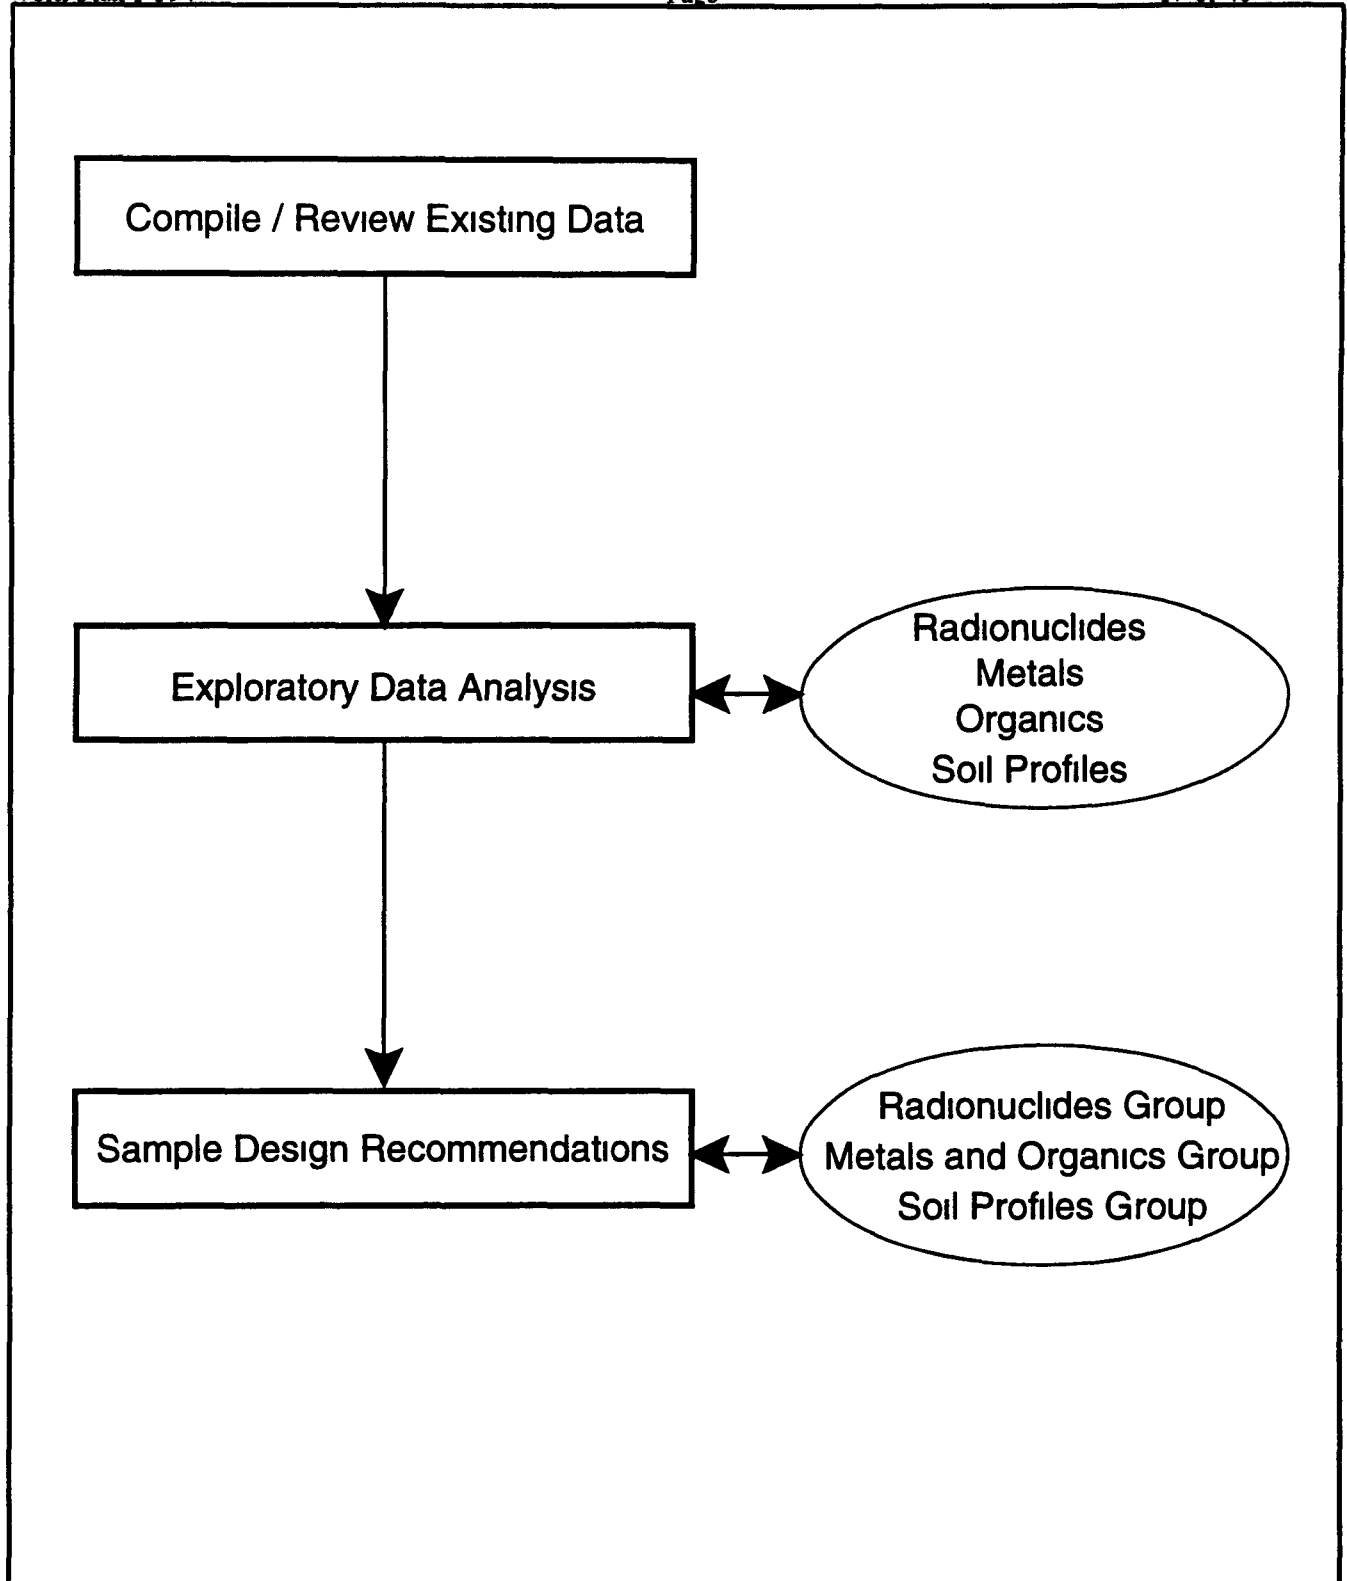 Compile / Review Existing Data
Exploratory Data Analysis
Radionuclides
Metals
Organics
Soil Profiles
Sample Design Recommendations
Radionuclides Group
Metals and Organics Group
Soil Profiles Group